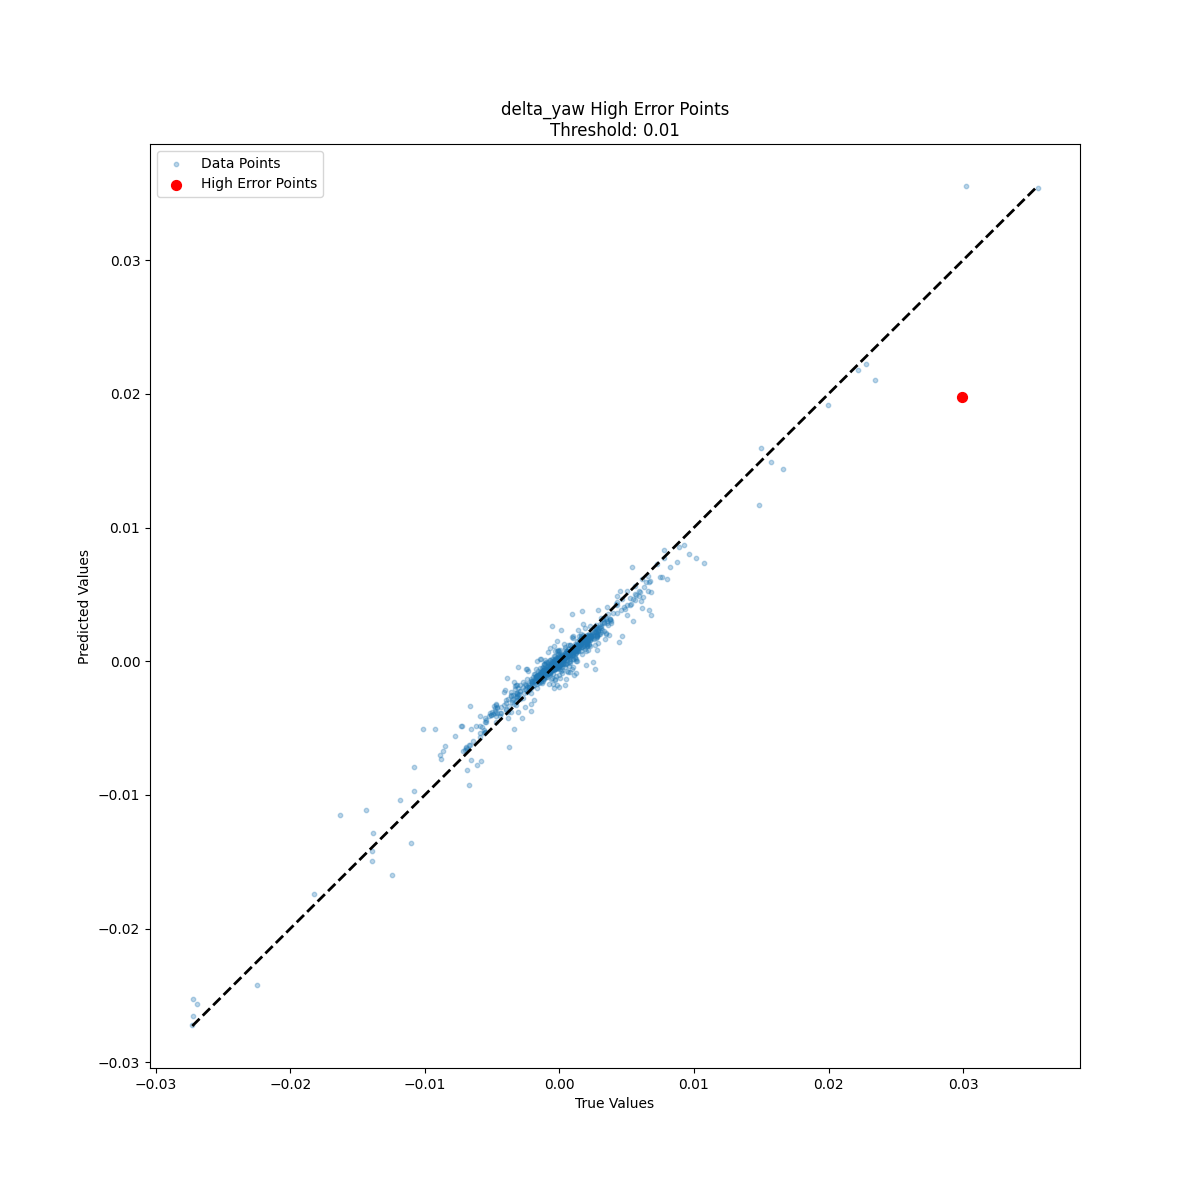 delta_yaw High Error Points
Threshold: 0.01
Data Points
High Error Points
0.03
0.02
0.01
0.00
−0.01
−0.02
−0.03
Predicted Values
−0.03
−0.02
−0.01
0.00
0.01
0.02
0.03
True Values